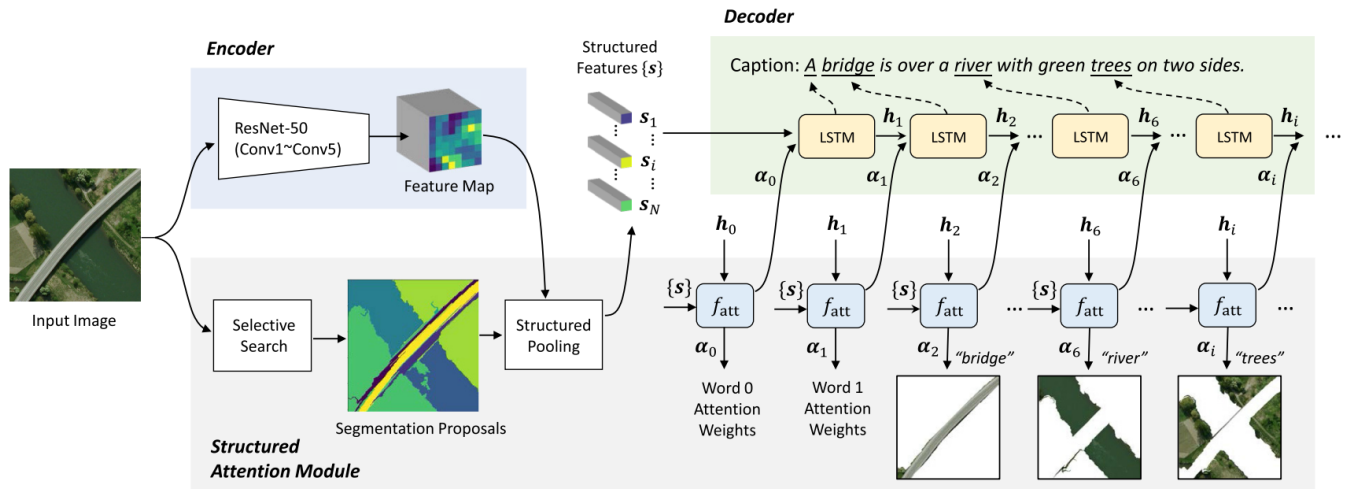 Encoder
ResNet-50
(Conv1~Conv5)
Feature Map
Input Image
Structured
Features {s}
s1
s𝑖
sN
Decoder
Caption: A bridge is over a river with green trees on two sides.
LSTM
h1
LSTM
h2
...
LSTM
h6
...
LSTM
h𝑖
...
α0
α1
α2
α6
α𝑖
h0
h1
h2
h6
h𝑖
{s}
fatt
{s}
fatt
{s}
fatt
...
{s}
fatt
...
fatt
...
α0
α1
α2
"bridge"
α6
"river"
α𝑖
"trees"
Word 0
Attention
Weights
Word 1
Attention
Weights
Selective
Search
Segmentation Proposals
Structured
Pooling
Structured
Attention Module